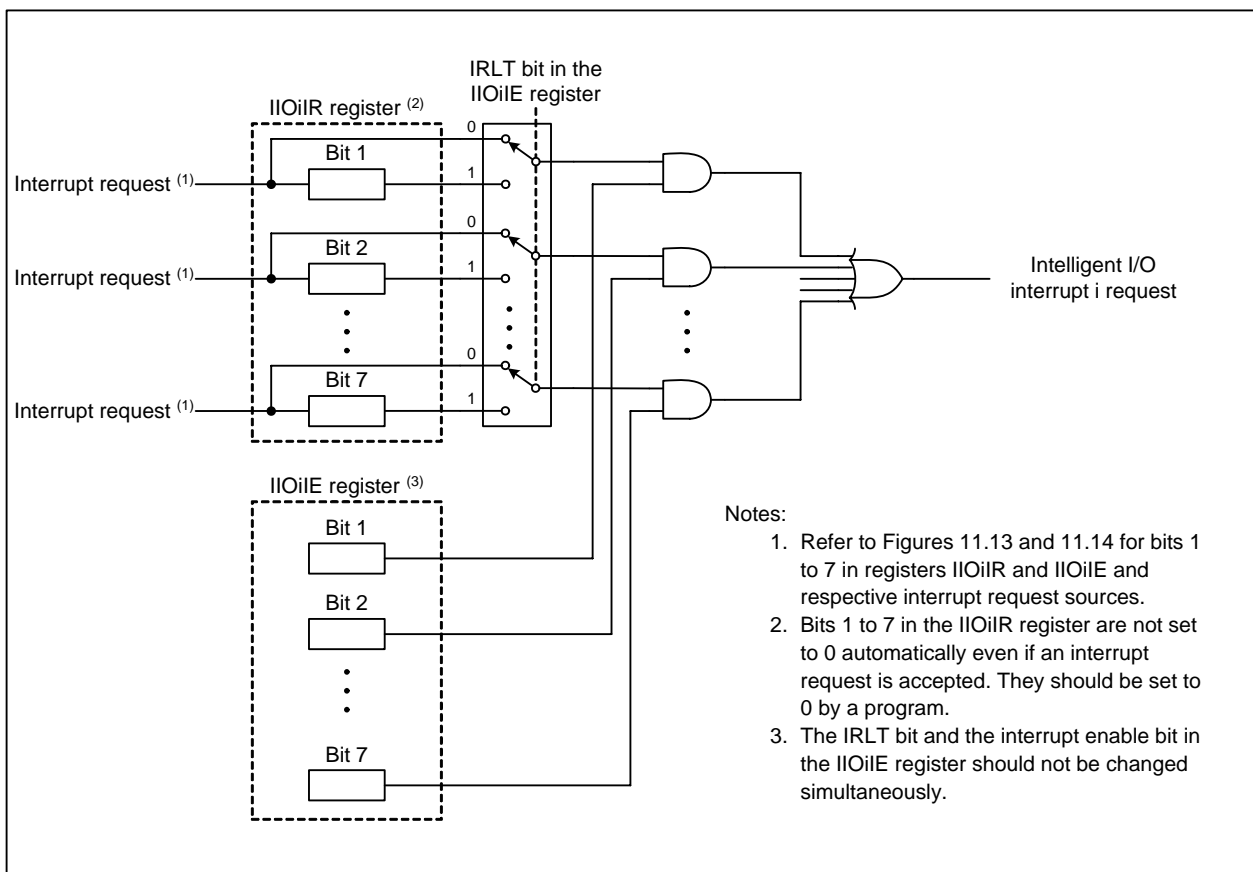 IRLT bit in the
IIOiIE register
IIOiIR register (2)
0
Bit 1
Interrupt request (1)
1
0
Bit 2
Interrupt request (1)
1
0
Bit 7
Interrupt request (1)
1
Intelligent I/O
interrupt i request
IIOiIE register (3)
Bit 1
Bit 2
Bit 7
Notes:
1. Refer to Figures 11.13 and 11.14 for bits 1
to 7 in registers IIOiIR and IIOiIE and
respective interrupt request sources.
2. Bits 1 to 7 in the IIOiIR register are not set
to 0 automatically even if an interrupt
request is accepted. They should be set to
0 by a program.
3. The IRLT bit and the interrupt enable bit in
the IIOiIE register should not be changed
simultaneously.